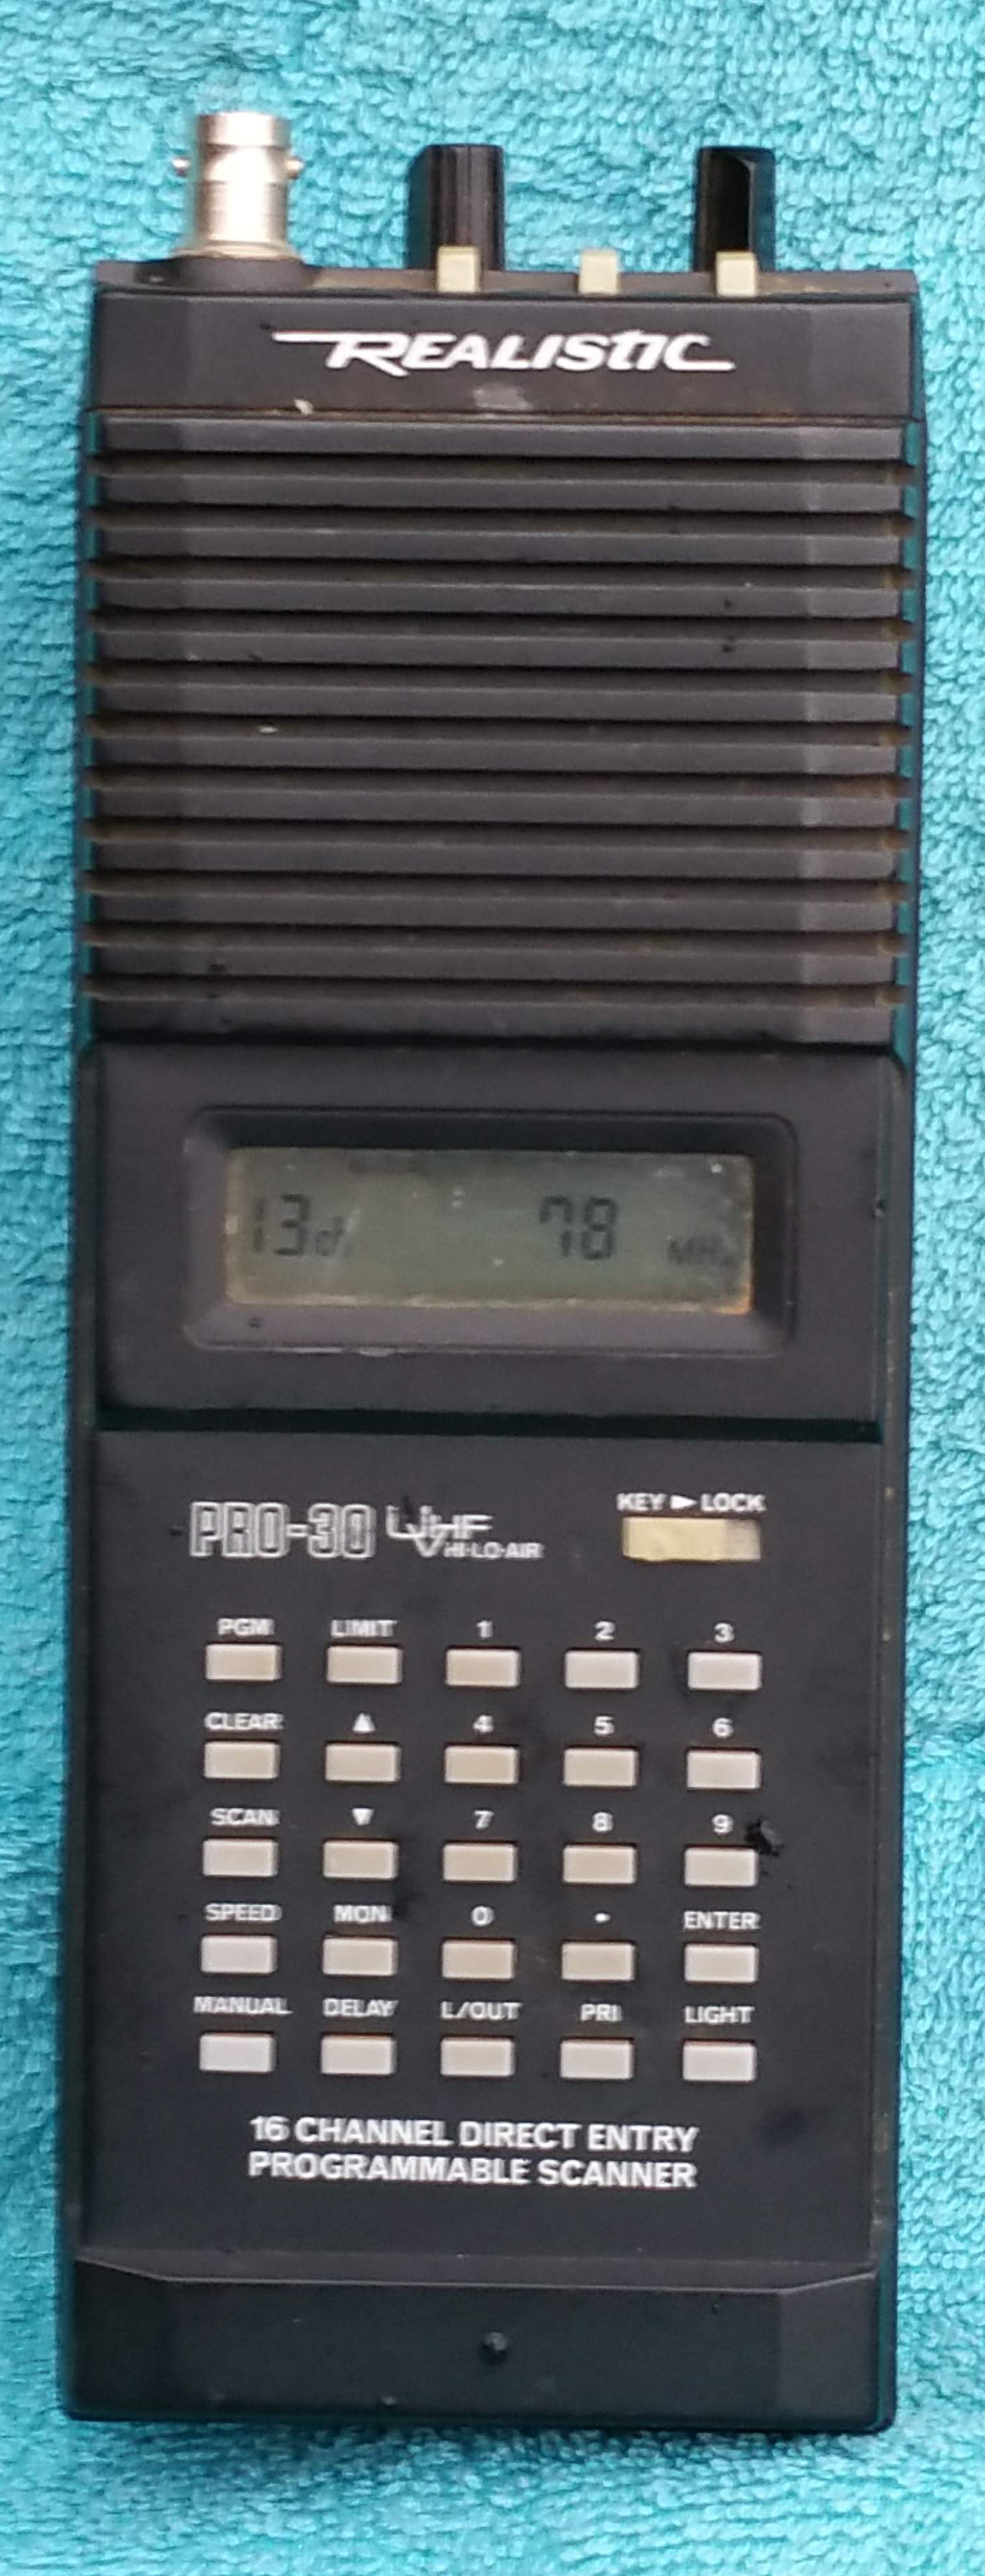 REALISTIC
13d 78 MHz
PRO-30 UHF
VHF HI·LO·AIR
KEY ► LOCK
PGM LIMIT 1 2 3
CLEAR ▲ 4 5 6
SCAN ▼ 7 8 9
SPEED MON 0 • ENTER
MANUAL DELAY L/OUT PRI LIGHT
16 CHANNEL DIRECT ENTRY
PROGRAMMABLE SCANNER